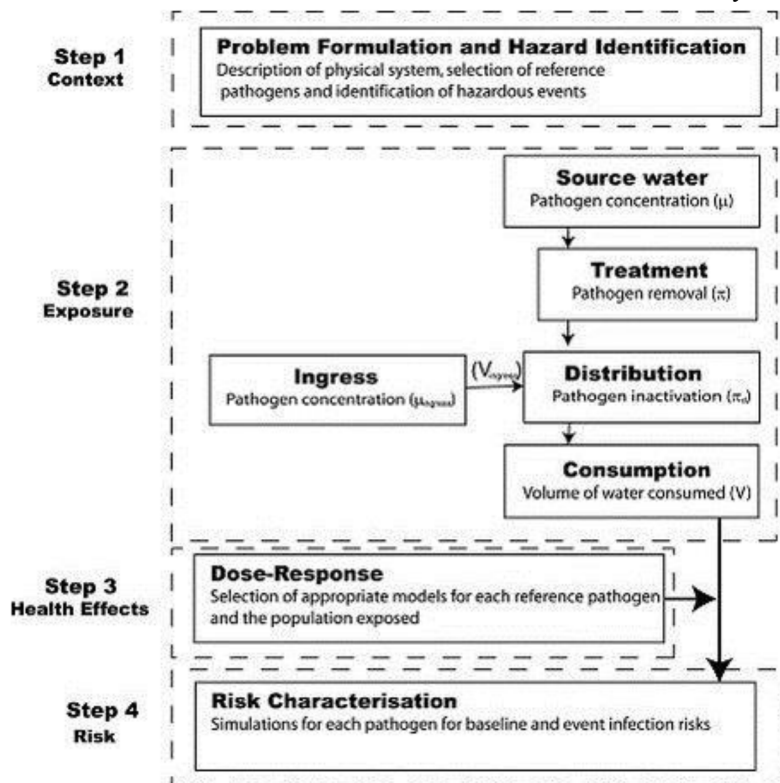 Step 1
Context
Problem Formulation and Hazard Identification
Description of physical system, selection of reference
pathogens and identification of hazardous events
Step 2
Exposure
Source water
Pathogen concentration (μ)
Treatment
Pathogen removal (π)
Ingress
Pathogen concentration (μingress)
(Vingress)
Distribution
Pathogen inactivation (πd)
Consumption
Volume of water consumed (V)
Step 3
Health Effects
Dose-Response
Selection of appropriate models for each reference pathogen
and the population exposed
Step 4
Risk
Risk Characterisation
Simulations for each pathogen for baseline and event infection risks